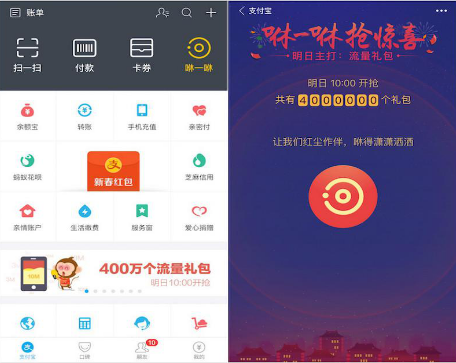 账单
扫一扫
付款
卡券
咻一咻
余额宝
转账
手机充值
亲密付
蚂蚁花呗
新春红包
芝麻信用
亲情账户
生活缴费
服务窗
爱心捐赠
400万个流量礼包
明日10:00开抢
支付宝
口碑
朋友
10
我的
支付宝
咻一咻抢惊喜
明日主打：流量礼包
明日 10:00 开抢
共有 4000000 个礼包
让我们红尘作伴，咻得潇潇洒洒